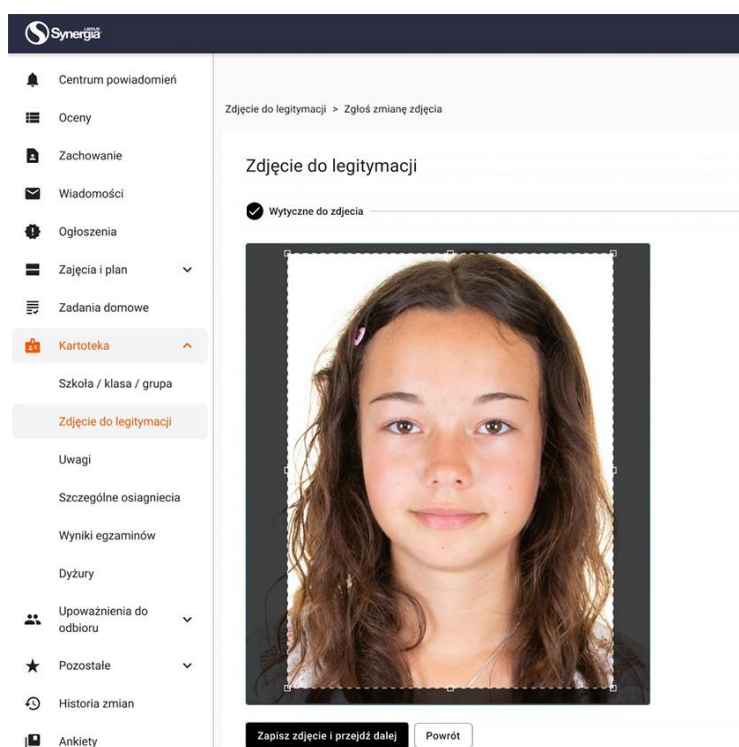 LIBRUS
Synergia
Centrum powiadomień
Oceny
Zachowanie
Wiadomości
Ogłoszenia
Zajęcia i plan
Zadania domowe
Kartoteka
Szkoła / klasa / grupa
Zdjęcie do legitymacji
Uwagi
Szczególne osiagniecia
Wyniki egzaminów
Dyżury
Upoważnienia do
odbioru
Pozostałe
Historia zmian
Ankiety
Zdjęcie do legitymacji > Zgłoś zmianę zdjęcia
Zdjęcie do legitymacji
Wytyczne do zdjecia
Zapisz zdjęcie i przejdź dalej
Powrót